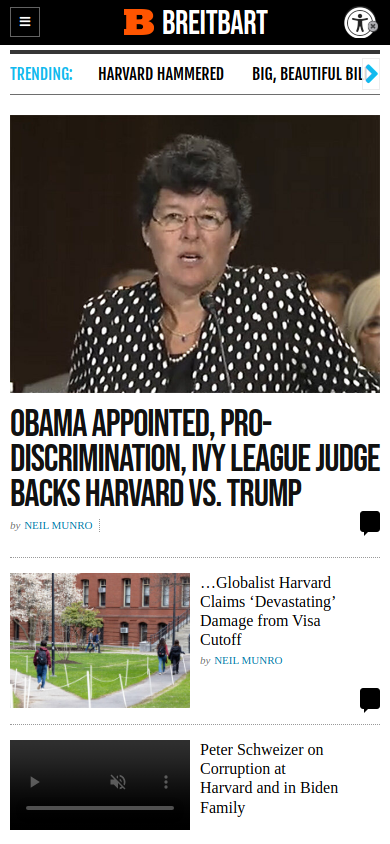 BREITBART
TRENDING: HARVARD HAMMERED BIG, BEAUTIFUL BIL
OBAMA APPOINTED, PRO-
DISCRIMINATION, IVY LEAGUE JUDGE
BACKS HARVARD VS. TRUMP
by NEIL MUNRO
…Globalist Harvard
Claims ‘Devastating’
Damage from Visa
Cutoff
by NEIL MUNRO
Peter Schweizer on
Corruption at
Harvard and in Biden
Family